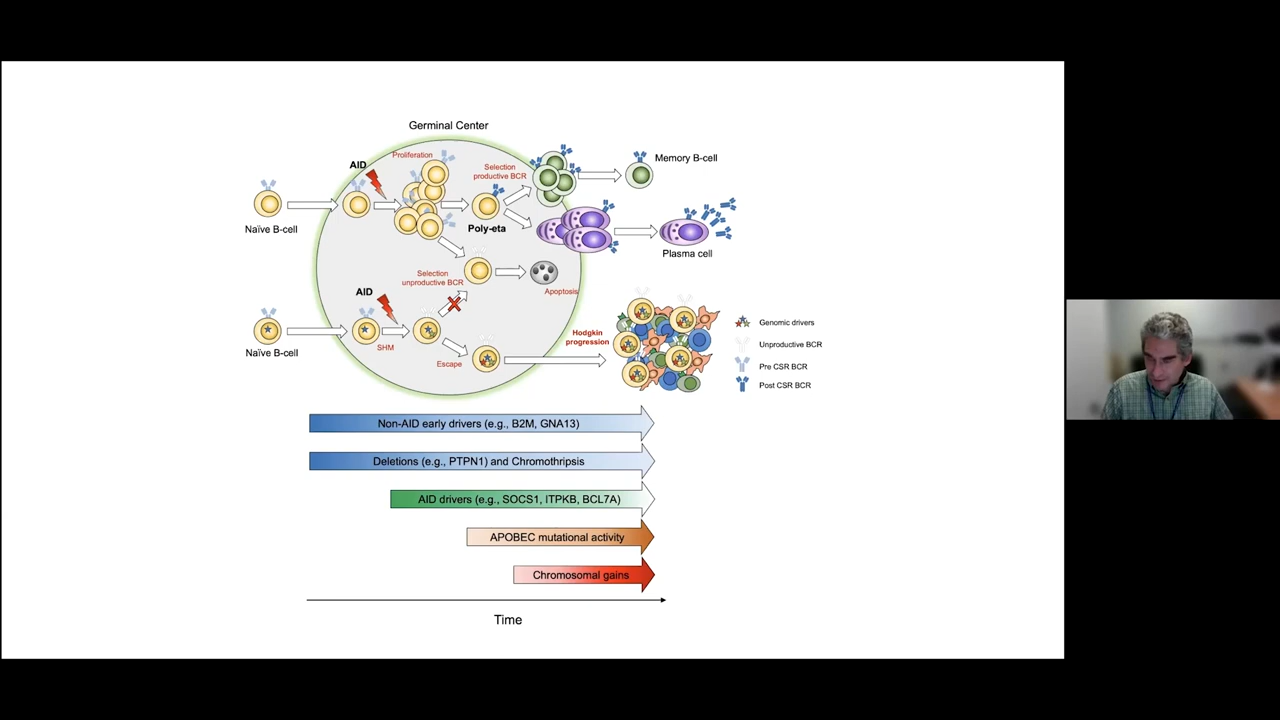 Germinal Center
AID
Proliferation
Selection
productive BCR
Memory B-cell
Naïve B-cell
Poly-eta
Plasma cell
Selection
unproductive BCR
Apoptosis
AID
Naïve B-cell
SHM
Escape
Hodgkin
progression
Genomic drivers
Unproductive BCR
Pre CSR BCR
Post CSR BCR
Non-AID early drivers (e.g., B2M, GNA13)
Deletions (e.g., PTPN1) and Chromothripsis
AID drivers (e.g., SOCS1, ITPKB, BCL7A)
APOBEC mutational activity
Chromosomal gains
Time